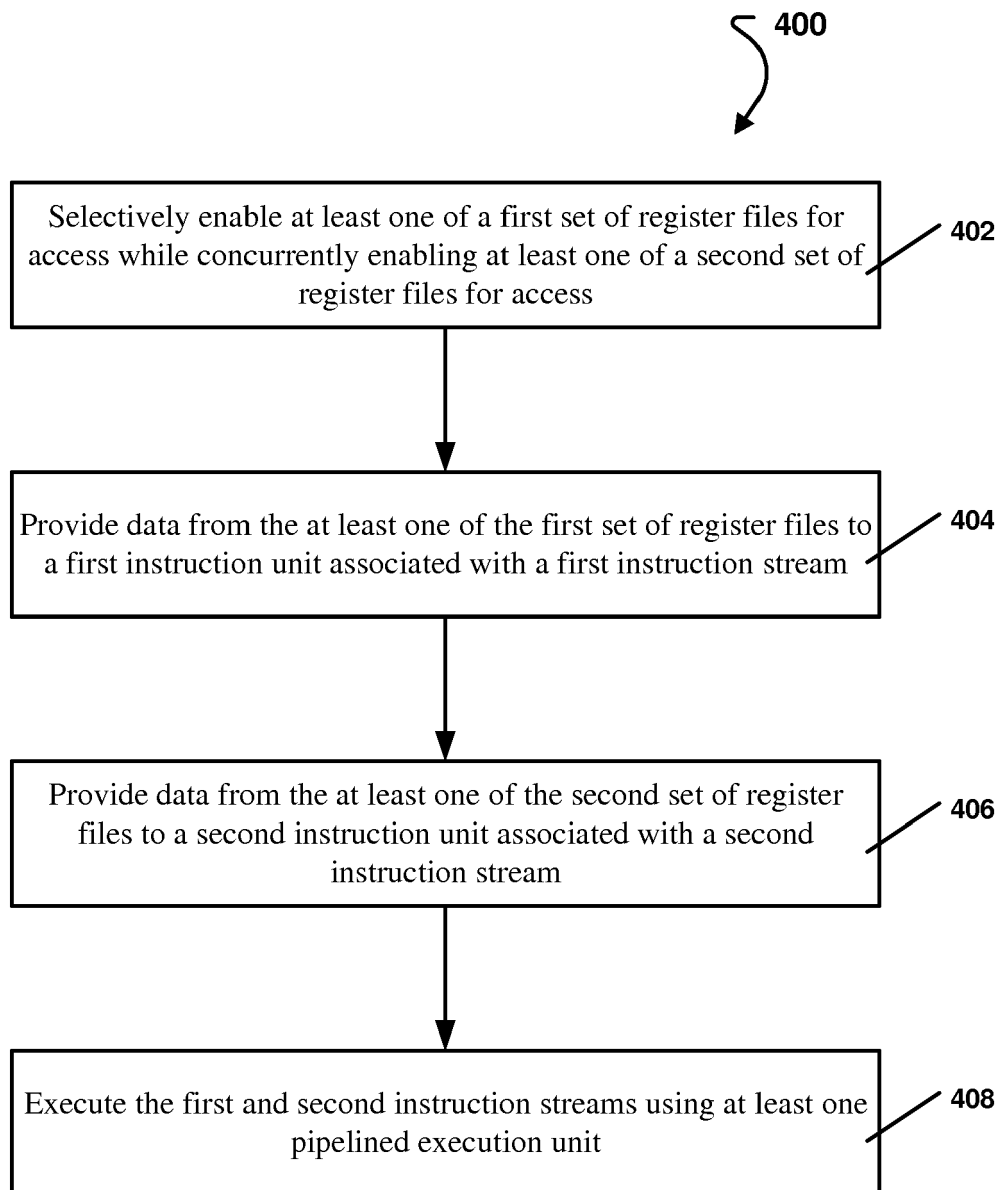 400
Selectively enable at least one of a first set of register files for
access while concurrently enabling at least one of a second set of
register files for access
402
Provide data from the at least one of the first set of register files to
a first instruction unit associated with a first instruction stream
404
Provide data from the at least one of the second set of register
files to a second instruction unit associated with a second
instruction stream
406
Execute the first and second instruction streams using at least one
pipelined execution unit
408